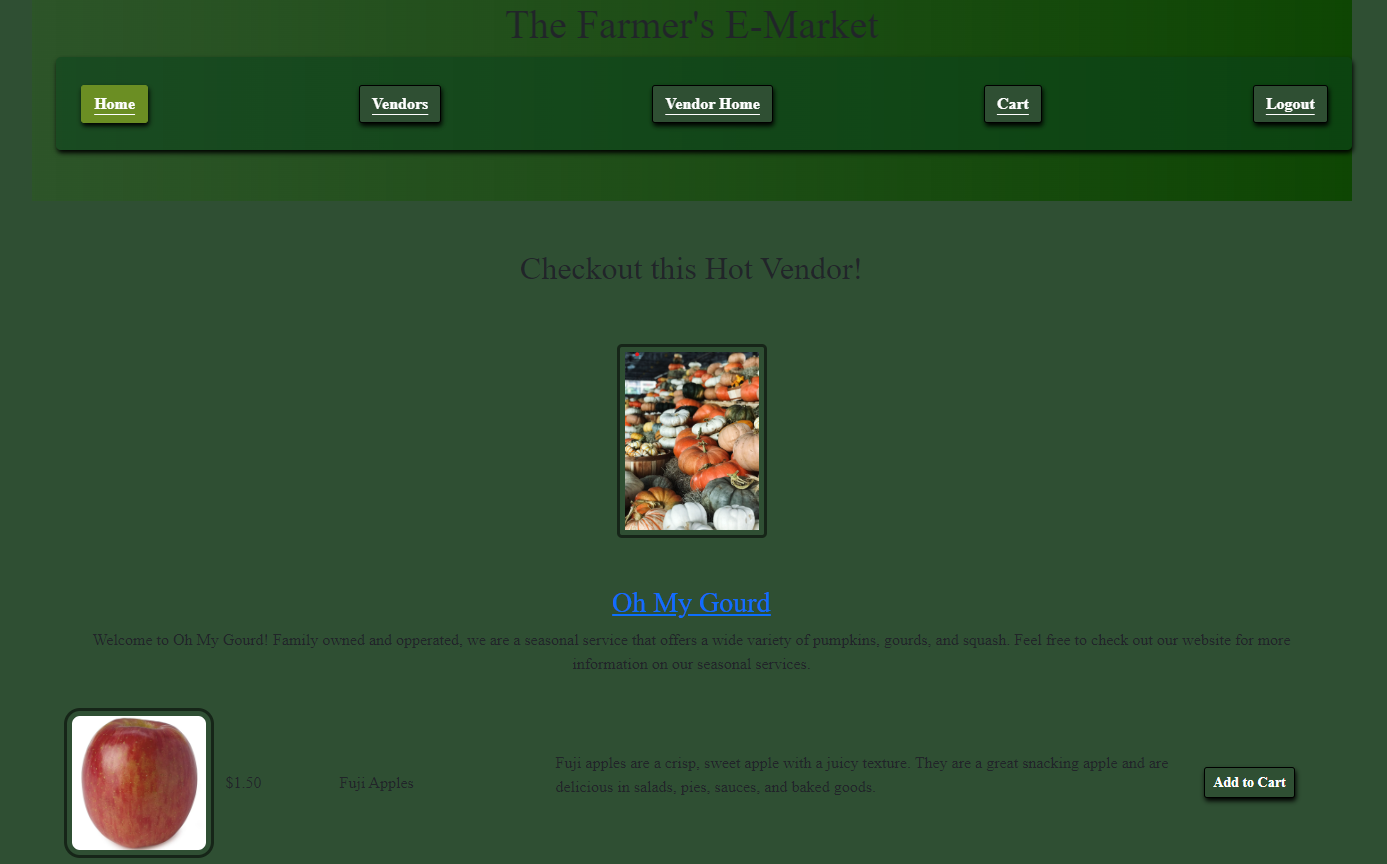 The Farmer's E-Market
Home Vendors Vendor Home Cart Logout
Checkout this Hot Vendor!
Oh My Gourd
Welcome to Oh My Gourd! Family owned and opperated, we are a seasonal service that offers a wide variety of pumpkins, gourds, and squash. Feel free to check out our website for more
information on our seasonal services.
$1.50 Fuji Apples
Fuji apples are a crisp, sweet apple with a juicy texture. They are a great snacking apple and are
delicious in salads, pies, sauces, and baked goods.
Add to Cart